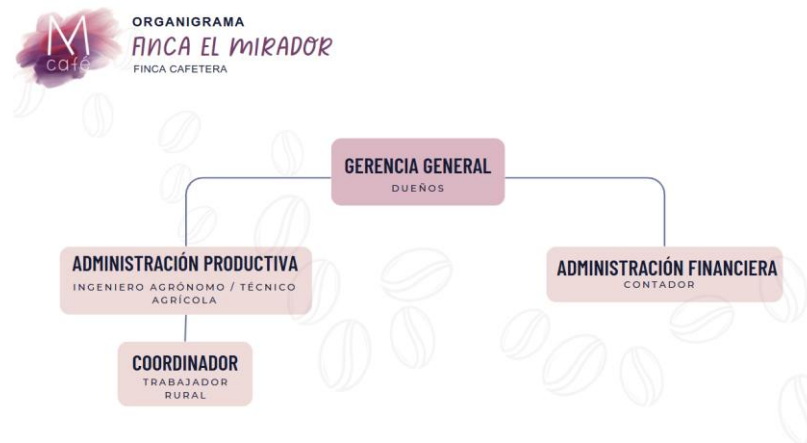 M
café
ORGANIGRAMA
FINCA EL MIRADOR
FINCA CAFETERA
GERENCIA GENERAL
DUEÑOS
ADMINISTRACIÓN PRODUCTIVA
INGENIERO AGRÓNOMO / TÉCNICO
AGRÍCOLA
ADMINISTRACIÓN FINANCIERA
CONTADOR
COORDINADOR
TRABAJADOR
RURAL